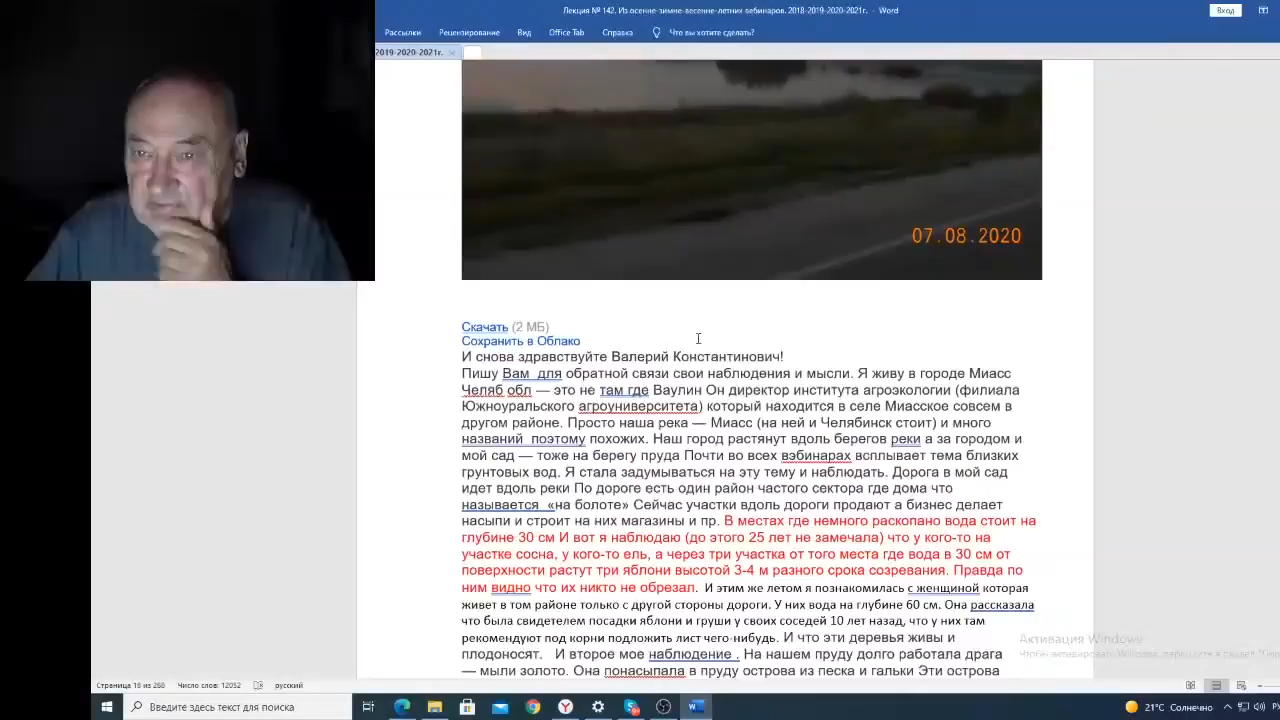 Лекция № 142. Из осенне-зимне-весенне-летних вебинаров. 2018-2019-2020-2021г. - Word
Вход
Рассылки Рецензирование Вид Office Tab Справка Что вы хотите сделать?
2019-2020-2021г.
07.08.2020
Скачать (2 МБ)
Сохранить в Облако
И снова здравствуйте Валерий Константинович!
Пишу Вам для обратной связи свои наблюдения и мысли. Я живу в городе Миасс
Челяб обл — это не там где Ваулин Он директор института агроэкологии (филиала
Южноуральского агроуниверситета) который находится в селе Миасское совсем в
другом районе. Просто наша река — Миасс (на ней и Челябинск стоит) и много
названий поэтому похожих. Наш город растянут вдоль берегов реки а за городом и
мой сад — тоже на берегу пруда Почти во всех вэбинарах всплывает тема близких
грунтовых вод. Я стала задумываться на эту тему и наблюдать. Дорога в мой сад
идет вдоль реки По дороге есть один район частого сектора где дома что
называется «на болоте» Сейчас участки вдоль дороги продают а бизнес делает
насыпи и строит на них магазины и пр. В местах где немного раскопано вода стоит на
глубине 30 см И вот я наблюдаю (до этого 25 лет не замечала) что у кого-то на
участке сосна, у кого-то ель, а через три участка от того места где вода в 30 см от
поверхности растут три яблони высотой 3-4 м разного срока созревания. Правда по
ним видно что их никто не обрезал. И этим же летом я познакомилась с женщиной которая
живет в том районе только с другой стороны дороги. У них вода на глубине 60 см. Она рассказала
что была свидетелем посадки яблони и груши у своих соседей 10 лет назад, что у них там
рекомендуют под корни подложить лист чего-нибудь. И что эти деревья живы и
плодоносят. И второе мое наблюдение . На нашем пруду долго работала драга
— мыли золото. Она понасыпала в пруду острова из песка и гальки Эти острова
Активация Windows
Чтобы активировать Windows, перейдите в раздел "Пар
Страница 18 из 268 Число слов: 12052 русский
Введите здесь текст для поиска
21°C Солнечно